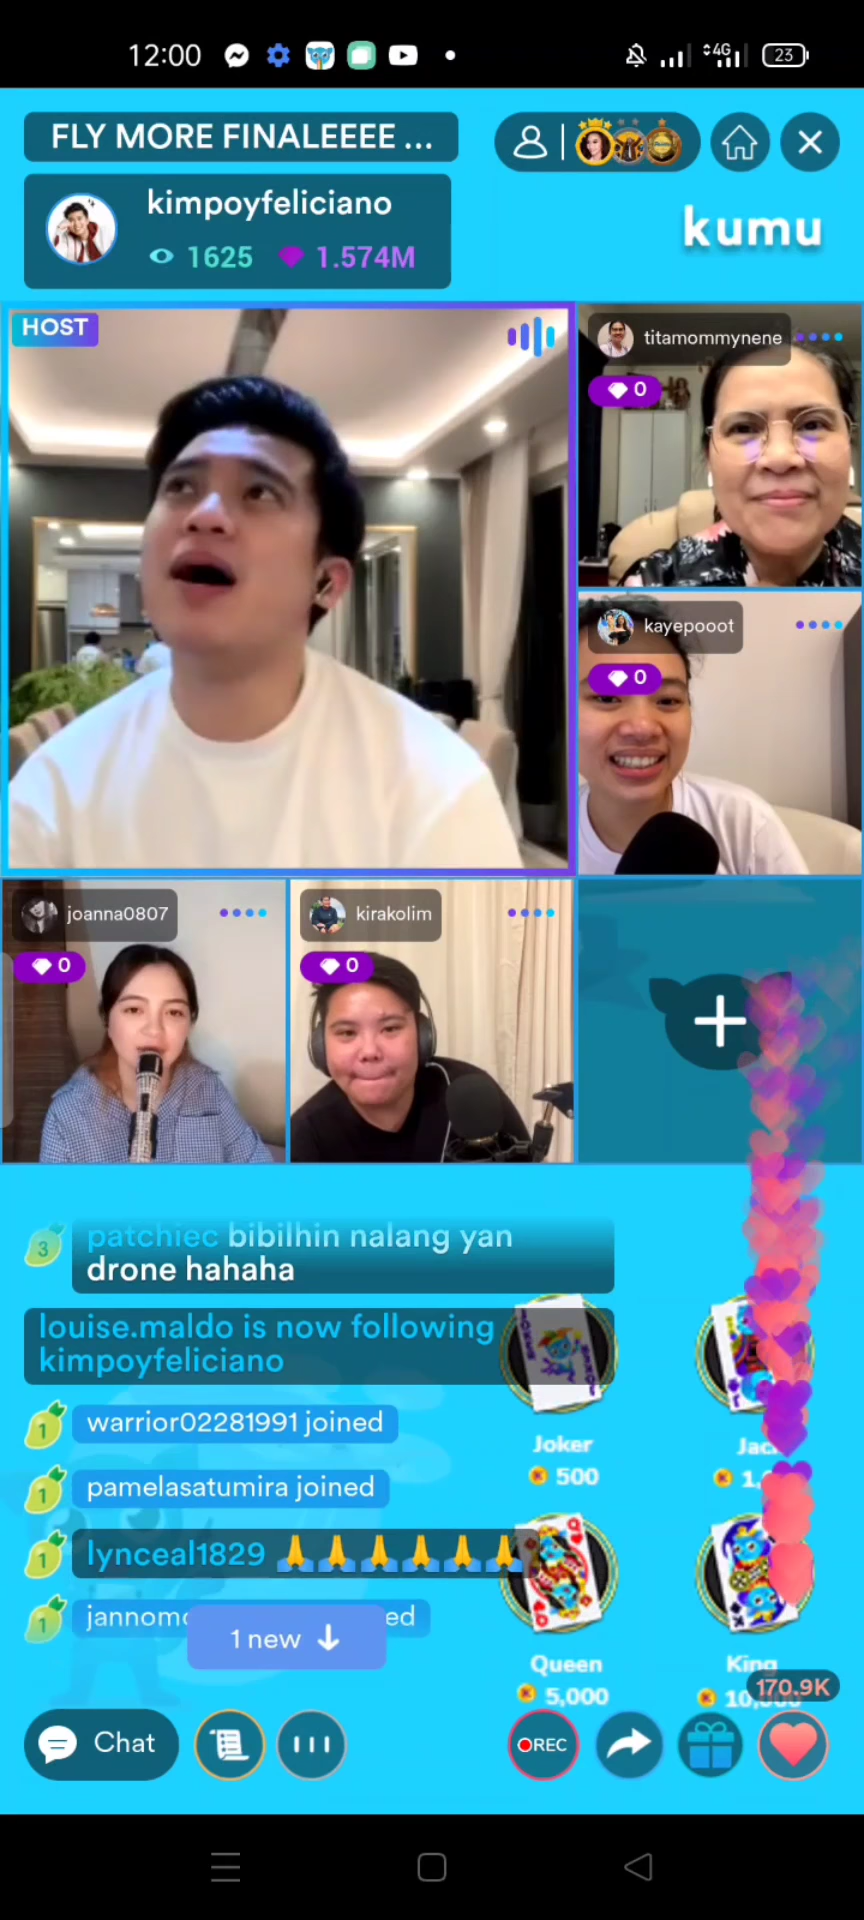 12:00
4G
23
FLY MORE FINALEEEE ...
kimpoyfeliciano
1625 1.574M
kumu
HOST
titamommynene
0
kayepooot
0
joanna0807
0
kirakolim
0
3 patchiec bibilhin nalang yan
drone hahaha
louise.maldo is now following
kimpoyfeliciano
1 warrior02281991 joined
1 pamelasatumira joined
1 lynceal1829 🙏🙏🙏🙏🙏🙏
1
1 new
JOKER
Joker
500
J
Q
Queen
5,000
K
King
170.9K
Chat
REC